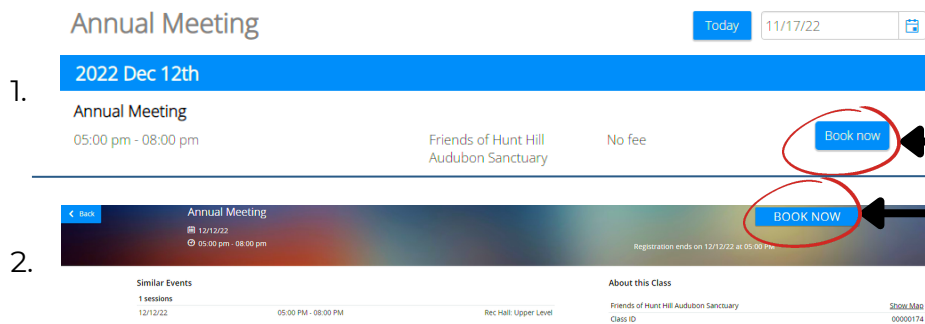 Annual Meeting
Today 11/17/22
1.
2022 Dec 12th
Annual Meeting
05:00 pm - 08:00 pm Friends of Hunt Hill No fee Book now
Audubon Sanctuary
2.
Back Annual Meeting BOOK NOW
12/12/22
05:00 pm - 08:00 pm Registration ends on 12/12/22 at 05:00 PM
Similar Events About this Class
1 sessions
12/12/22 05:00 PM - 08:00 PM Rec Hall: Upper Level
Friends of Hunt Hill Audubon Sanctuary Show Map
Class ID 00000174